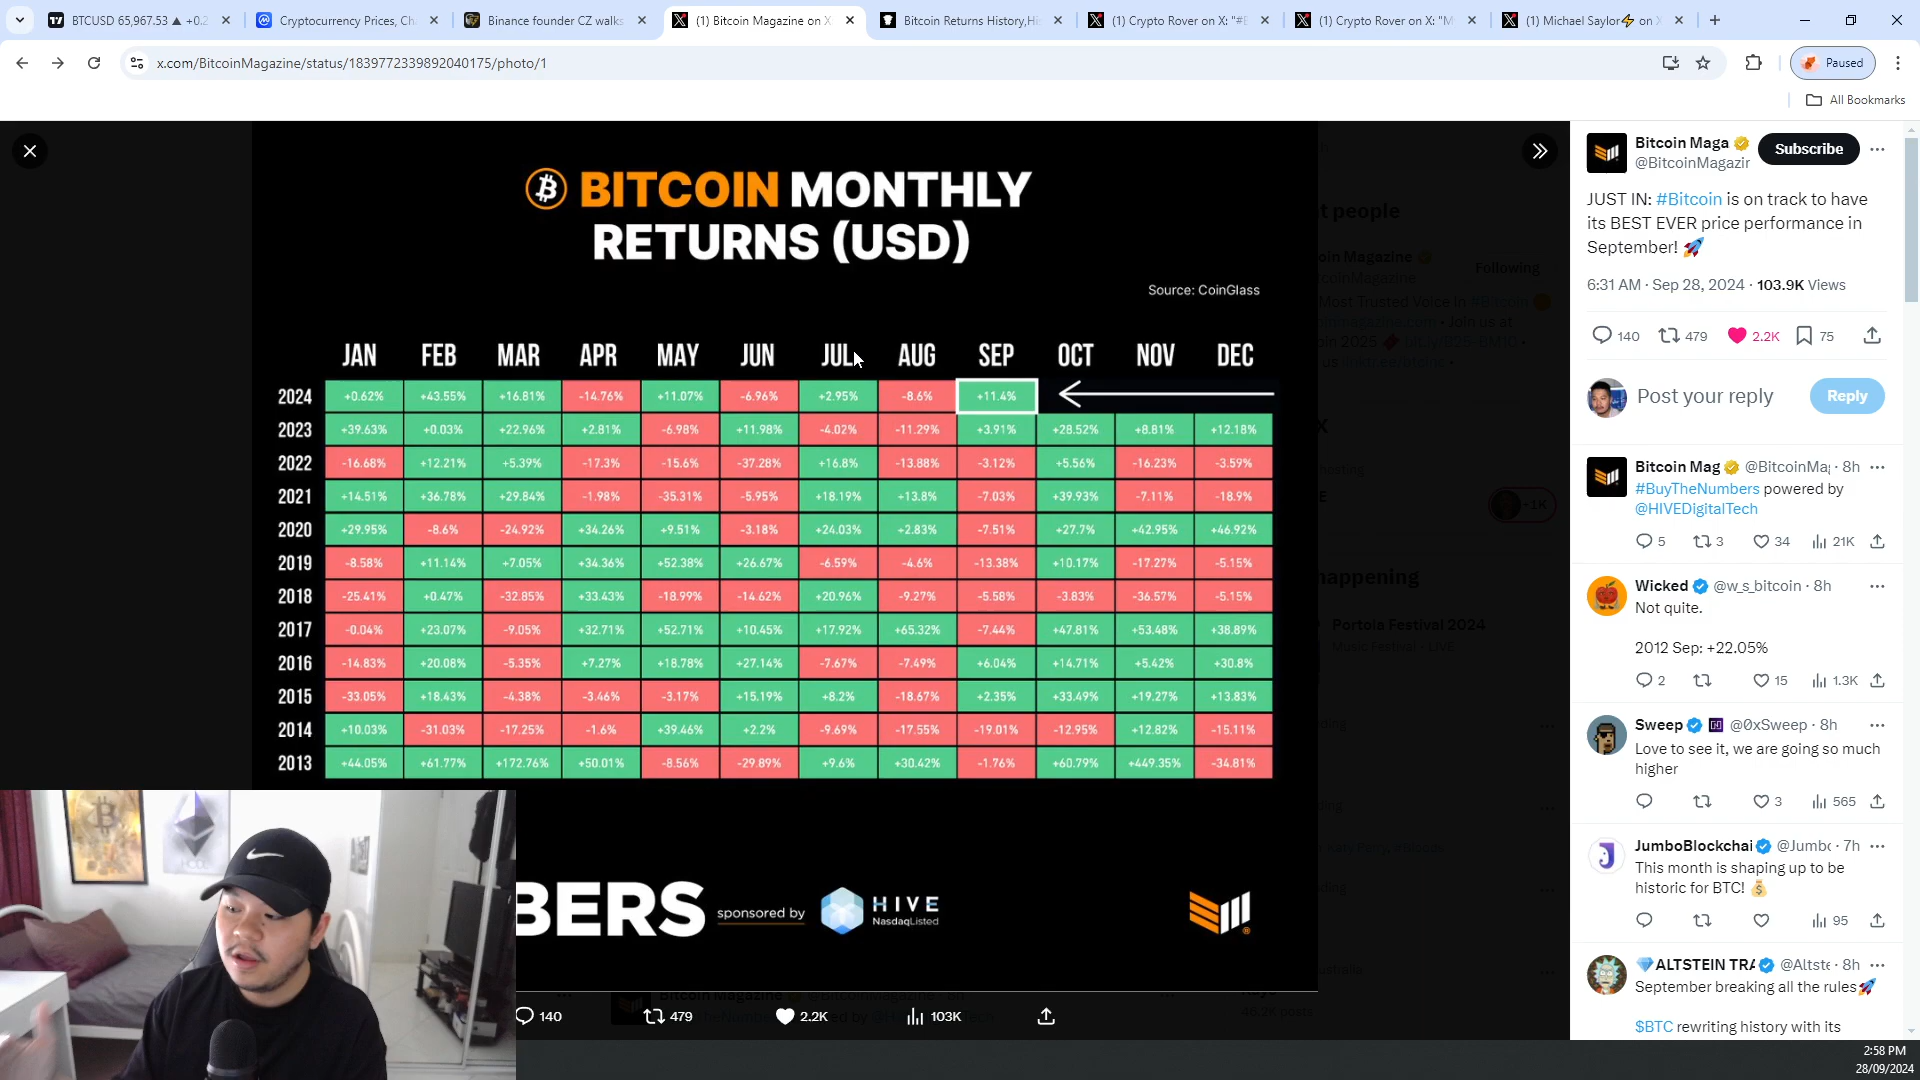 BTCUSD 65,967.53 ▲ +0.2
Cryptocurrency Prices, Ch
Binance founder CZ walks
(1) Bitcoin Magazine on X
Bitcoin Returns History,Hi
(1) Crypto Rover on X: "#B
(1) Crypto Rover on X: "M
(1) Michael Saylor⚡ on X
x.com/BitcoinMagazine/status/1839772339892040175/photo/1
Paused
All Bookmarks
BITCOIN MONTHLY
RETURNS (USD)
Source: CoinGlass
JAN FEB MAR APR MAY JUN JUL AUG SEP OCT NOV DEC
2024 +0.62% +43.55% +16.81% -14.76% +11.07% -6.96% +2.95% -8.6% +11.4%
2023 +39.63% +0.03% +22.96% +2.81% -6.98% +11.98% -4.02% -11.29% +3.91% +28.52% +8.81% +12.18%
2022 -16.68% +12.21% +5.39% -17.3% -15.6% -37.28% +16.8% -13.88% -3.12% +5.56% -16.23% -3.59%
2021 +14.51% +36.78% +29.84% -1.98% -35.31% -5.95% +18.19% +13.8% -7.03% +39.93% -7.11% -18.9%
2020 +29.95% -8.6% -24.92% +34.26% +9.51% -3.18% +24.03% +2.83% -7.51% +27.7% +42.95% +46.92%
2019 -8.58% +11.14% +7.05% +34.36% +52.38% +26.67% -6.59% -4.6% -13.38% +10.17% -17.27% -5.15%
2018 -25.41% +0.47% -32.85% +33.43% -18.99% -14.62% +20.96% -9.27% -5.58% -3.83% -36.57% -5.15%
2017 -0.04% +23.07% -9.05% +32.71% +52.71% +10.45% +17.92% +65.32% -7.44% +47.81% +53.48% +38.89%
2016 -14.83% +20.08% -5.35% +7.27% +18.78% +27.14% -7.67% -7.49% +6.04% +14.71% +5.42% +30.8%
2015 -33.05% +18.43% -4.38% -3.46% -3.17% +15.19% +8.2% -18.67% +2.35% +33.49% +19.27% +13.83%
2014 +10.03% -31.03% -17.25% -1.6% +39.46% +2.2% -9.69% -17.55% -19.01% -12.95% +12.82% -15.11%
2013 +44.05% +61.77% +172.76% +50.01% -8.56% -29.89% +9.6% +30.42% -1.76% +60.79% +449.35% -34.81%
BERS sponsored by HIVE
NasdaqListed
140 479 2.2K 103K
t people
oin Magazine
Following
happening
Portola Festival 2024
Bitcoin Maga
Subscribe
@BitcoinMagazir
JUST IN: #Bitcoin is on track to have
its BEST EVER price performance in
September! 🚀
6:31 AM · Sep 28, 2024 · 103.9K Views
140 479 2.2K 75
Post your reply
Reply
Bitcoin Mag @BitcoinMa · 8h
#BuyTheNumbers powered by
@HIVEDigitalTech
5 3 34 21K
Wicked @w_s_bitcoin · 8h
Not quite.
2012 Sep: +22.05%
2 15 1.3K
Sweep @0xSweep · 8h
Love to see it, we are going so much
higher
3 565
JumboBlockchai @Jumbo · 7h
This month is shaping up to be
historic for BTC! 💰
95
💎ALTSTEIN TRA @Altste · 8h
September breaking all the rules🚀
$BTC rewriting history with its
2:58 PM
28/09/2024